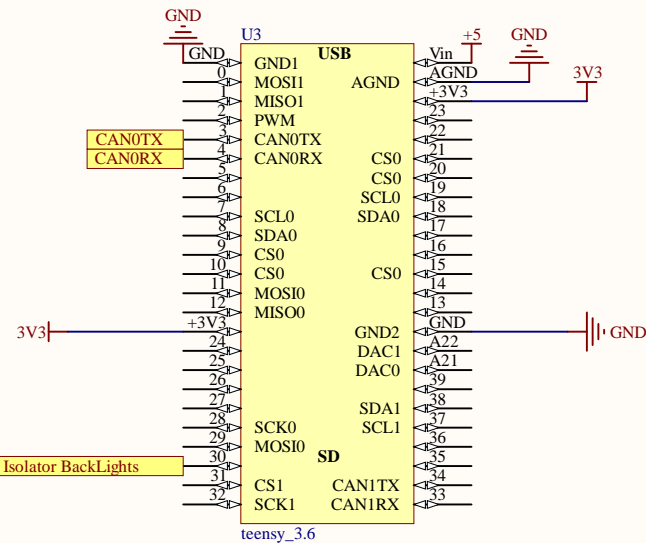 GND
U3
USB
+5
GND
3V3
GND
GND1
Vin
0
MOSI1
AGND
AGND
1
MISO1
+3V3
2
PWM
23
CAN0TX
3
CAN0TX
22
CAN0RX
4
CAN0RX
CS0
21
5
CS0
20
6
SCL0
19
7
SCL0
SDA0
18
8
SDA0
17
9
CS0
16
10
CS0
CS0
15
11
MOSI0
14
12
MISO0
13
3V3
+3V3
GND2
GND
GND
24
DAC1
A22
25
DAC0
A21
26
39
27
SDA1
38
28
SCK0
SCL1
37
29
MOSI0
36
Isolator BackLights
30
SD
35
31
CS1
CAN1TX
34
32
SCK1
CAN1RX
33
teensy_3.6